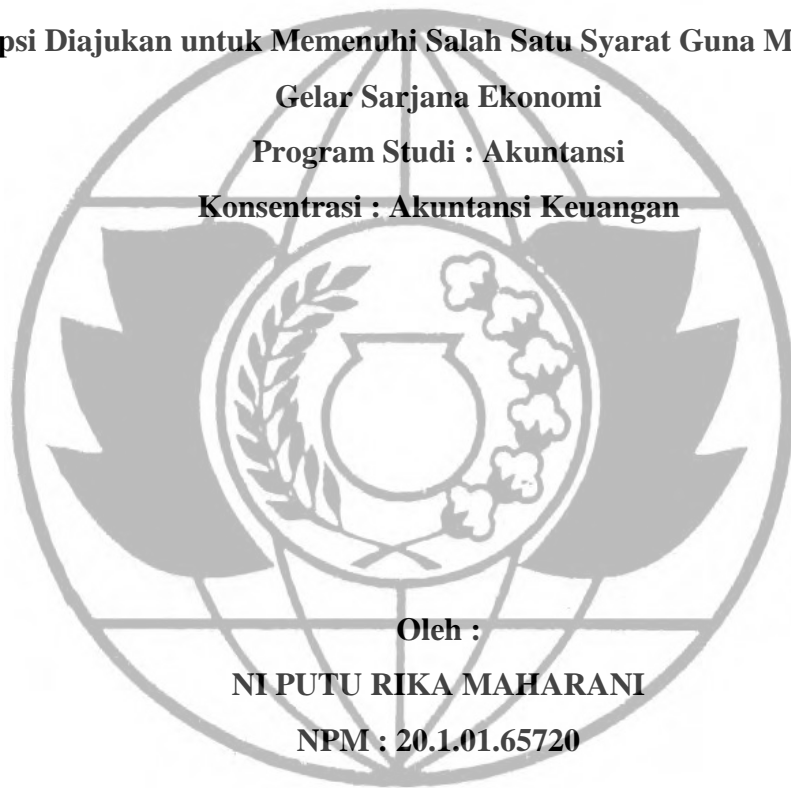 Diajukan untuk Memenuhi Salah Satu Syarat Guna
Gelar Sarjana Ekonomi
Program Studi : Akuntansi
Konsentrasi : Akuntansi Keuangan
Oleh :
NI PUTU RIKA MAHARANI
NPM : 20.1.01.65720